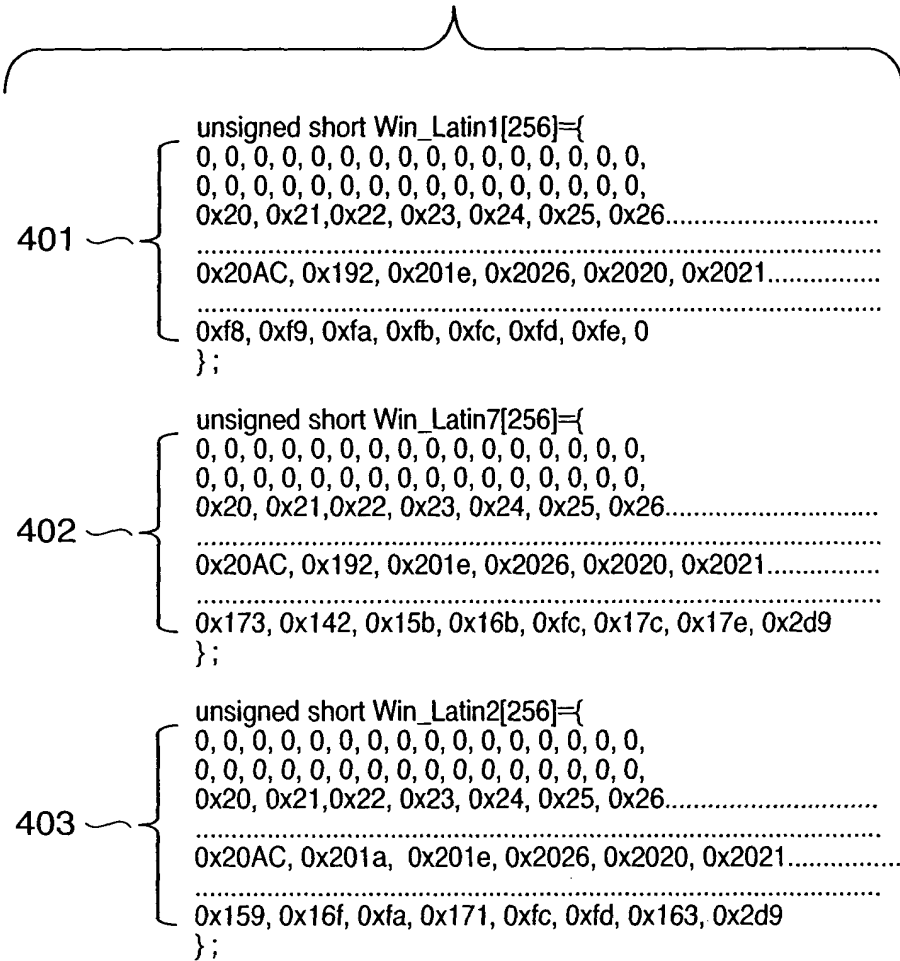 unsigned short Win_Latin1[256]={
0, 0, 0, 0, 0, 0, 0, 0, 0, 0, 0, 0, 0, 0, 0, 0,
0, 0, 0, 0, 0, 0, 0, 0, 0, 0, 0, 0, 0, 0, 0, 0,
0x20, 0x21,0x22, 0x23, 0x24, 0x25, 0x26..............................
401
................................................................................................
0x20AC, 0x192, 0x201e, 0x2026, 0x2020, 0x2021................
................................................................................................
0xf8, 0xf9, 0xfa, 0xfb, 0xfc, 0xfd, 0xfe, 0
};
unsigned short Win_Latin7[256]={
0, 0, 0, 0, 0, 0, 0, 0, 0, 0, 0, 0, 0, 0, 0, 0,
0, 0, 0, 0, 0, 0, 0, 0, 0, 0, 0, 0, 0, 0, 0, 0,
0x20, 0x21,0x22, 0x23, 0x24, 0x25, 0x26..............................
402
................................................................................................
0x20AC, 0x192, 0x201e, 0x2026, 0x2020, 0x2021................
................................................................................................
0x173, 0x142, 0x15b, 0x16b, 0xfc, 0x17c, 0x17e, 0x2d9
};
unsigned short Win_Latin2[256]={
0, 0, 0, 0, 0, 0, 0, 0, 0, 0, 0, 0, 0, 0, 0, 0,
0, 0, 0, 0, 0, 0, 0, 0, 0, 0, 0, 0, 0, 0, 0, 0,
0x20, 0x21,0x22, 0x23, 0x24, 0x25, 0x26..............................
403
................................................................................................
0x20AC, 0x201a, 0x201e, 0x2026, 0x2020, 0x2021................
................................................................................................
0x159, 0x16f, 0xfa, 0x171, 0xfc, 0xfd, 0x163, 0x2d9
};